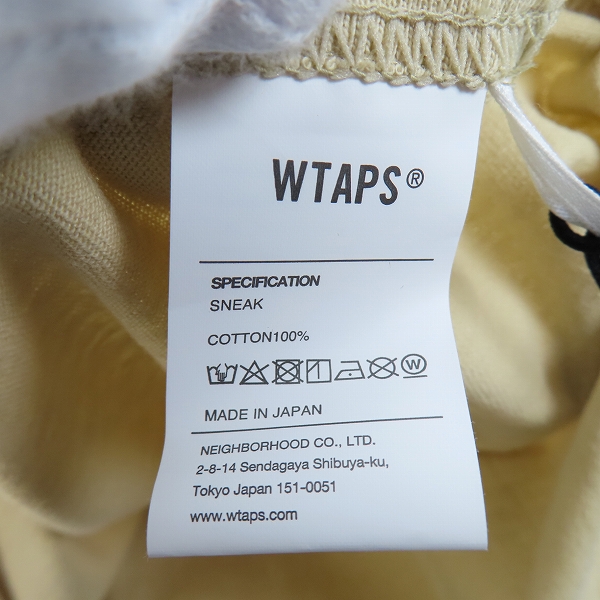 WTAPS®
SPECIFICATION
SNEAK
COTTON100%
W
MADE IN JAPAN
NEIGHBORHOOD CO., LTD.
2-8-14 Sendagaya Shibuya-ku,
Tokyo Japan 151-0051
www.wtaps.com